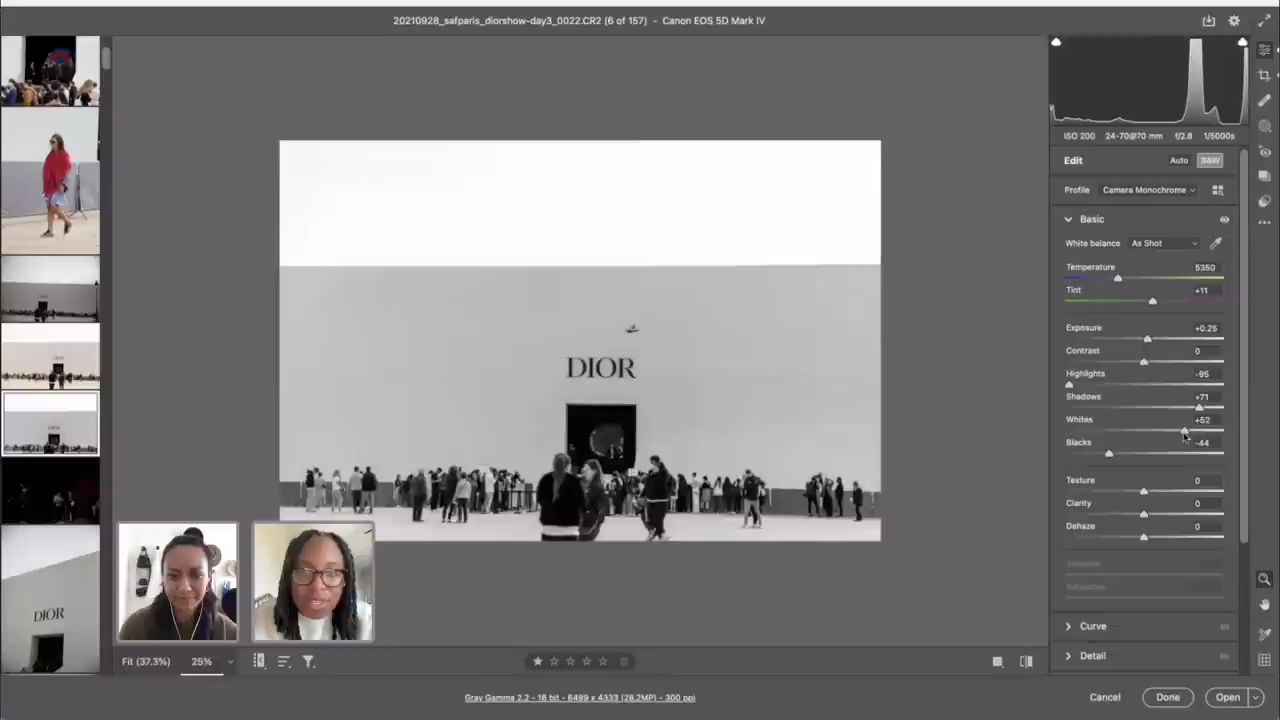 20210928_safparis_diorshow-day3_0022.CR2 (6 of 157) - Canon EOS 5D Mark IV
ISO 200 24-70@70 mm f/2.8 1/5000s
Edit Auto B&W
Profile Camera Monochrome
Basic
White balance As Shot
Temperature 5350
Tint +11
Exposure +0.25
Contrast 0
Highlights -95
Shadows +71
Whites +52
Blacks -44
Texture 0
Clarity 0
Dehaze 0
Vibrance
Saturation
Curve
Detail
DIOR
DIOR
Fit (37.3%) 25%
Gray Gamma 2.2 - 16 bit - 6499 x 4333 (28.2MP) - 300 ppi
Cancel Done Open